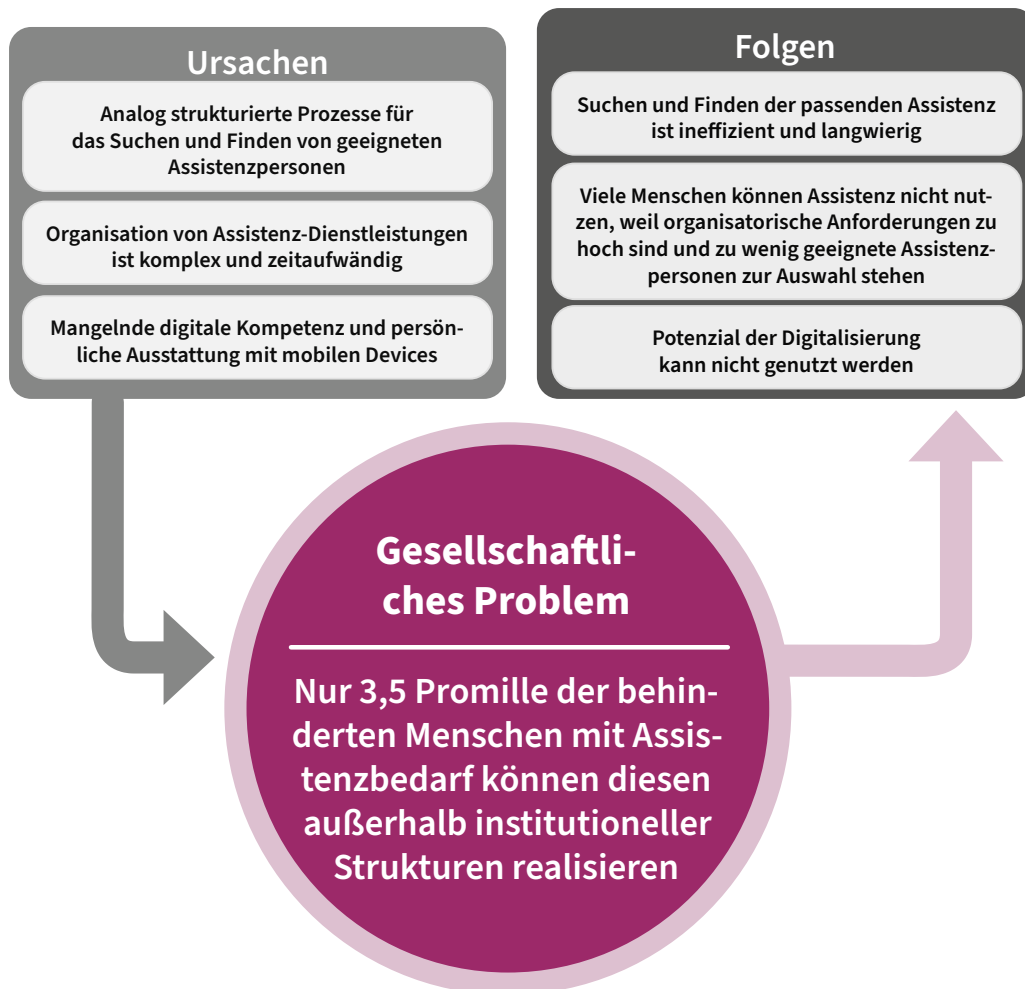 Ursachen
Analog strukturierte Prozesse für
das Suchen und Finden von geeigneten
Assistenzpersonen
Organisation von Assistenz-Dienstleistungen
ist komplex und zeitaufwändig
Mangelnde digitale Kompetenz und persön-
liche Ausstattung mit mobilen Devices
Folgen
Suchen und Finden der passenden Assistenz
ist ineffizient und langwierig
Viele Menschen können Assistenz nicht nut-
zen, weil organisatorische Anforderungen zu
hoch sind und zu wenig geeignete Assistenz-
personen zur Auswahl stehen
Potenzial der Digitalisierung
kann nicht genutzt werden
Gesellschaftli-
ches Problem
Nur 3,5 Promille der behin-
derten Menschen mit Assis-
tenzbedarf können diesen
außerhalb institutioneller
Strukturen realisieren